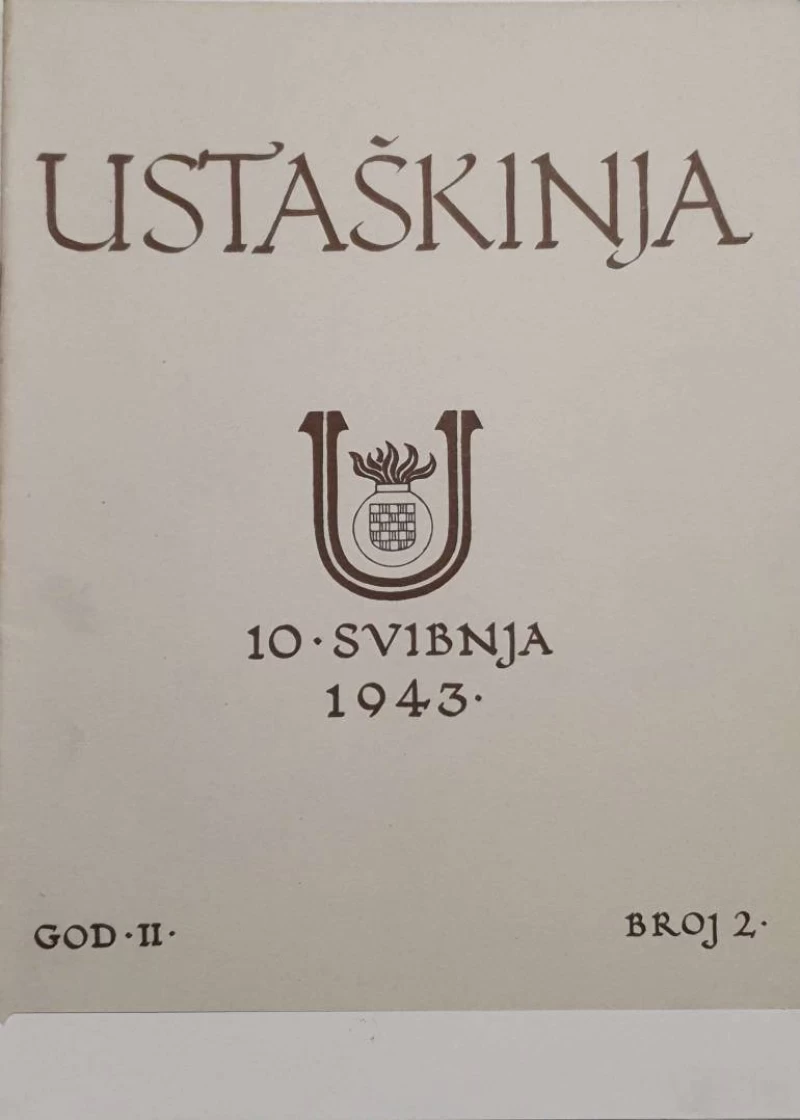 USTAŠKINJA
U
10·SVIBNJA
1943·
GOD·II·
BROJ 2·